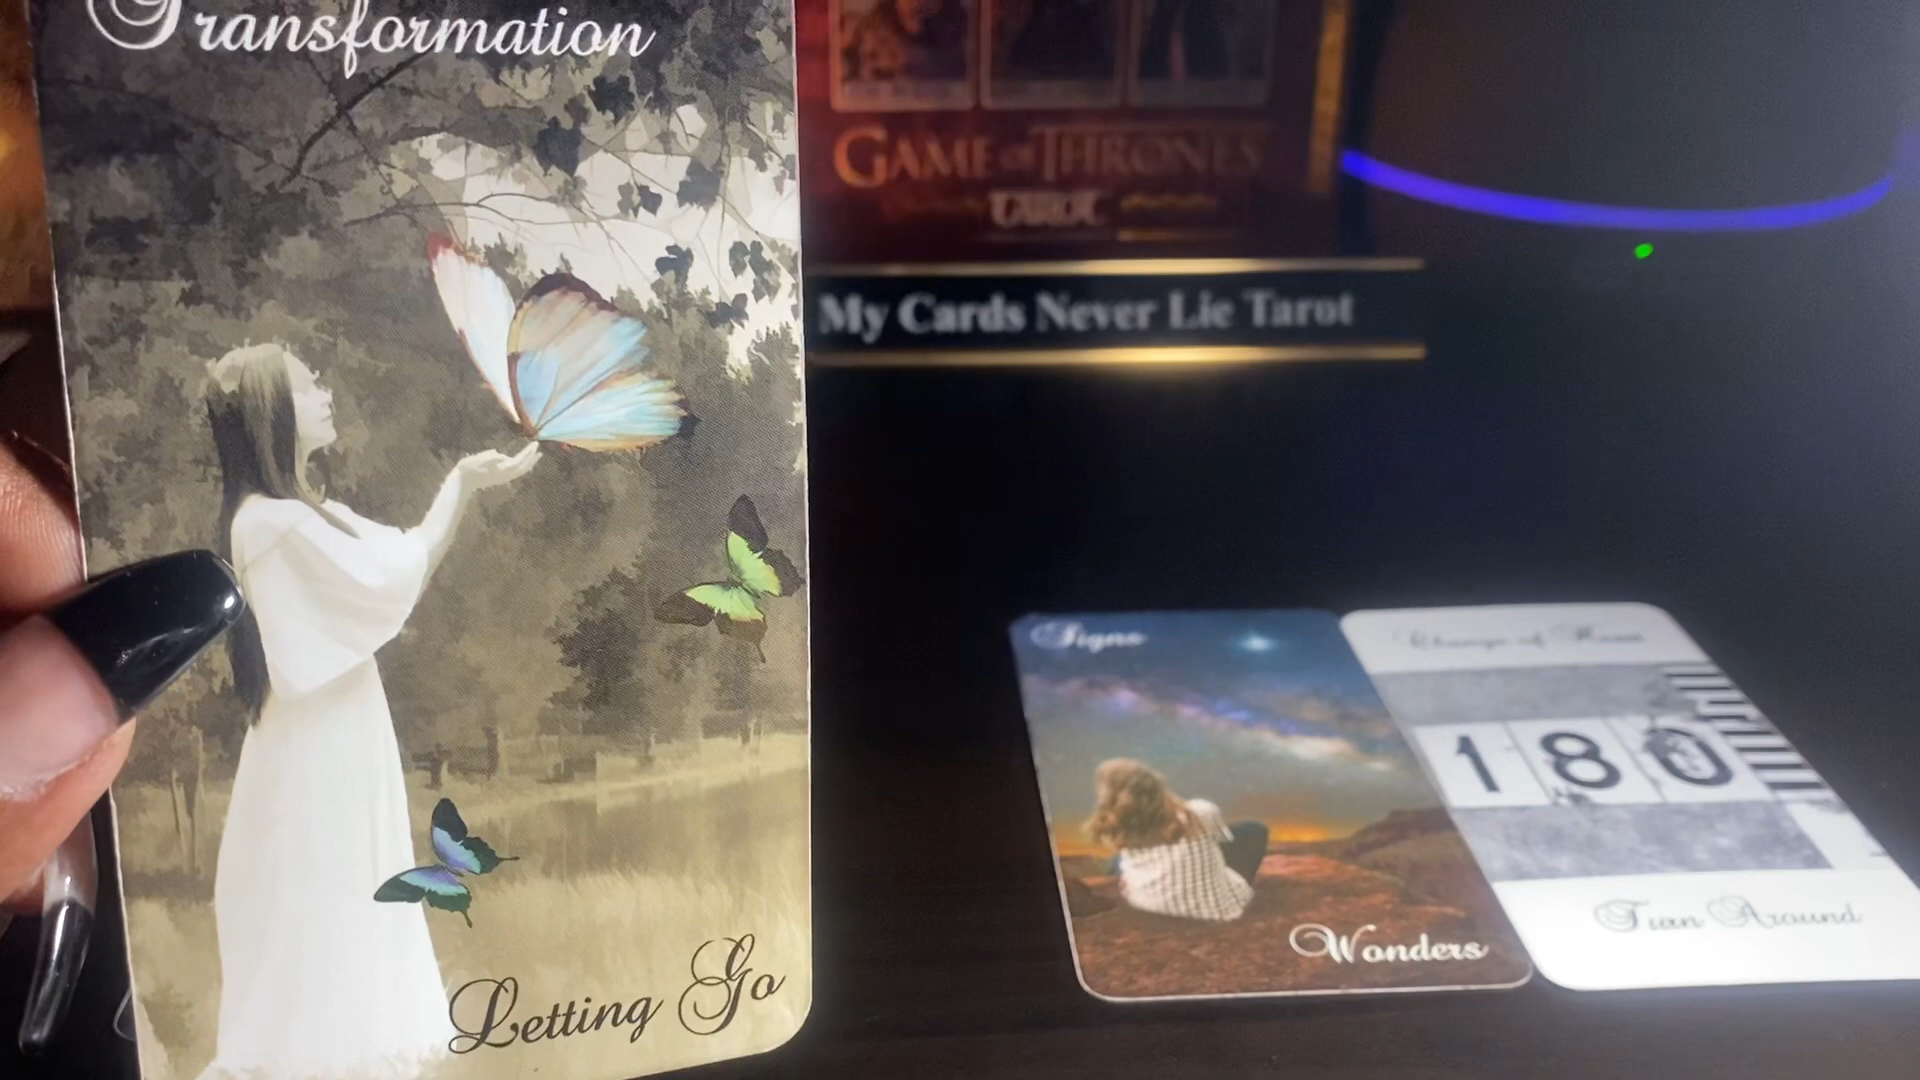 Transformation
Letting Go
GAME OF THRONES
TAROT
My Cards Never Lie Tarot
Signs
Wonders
Change of
180
Turn Around